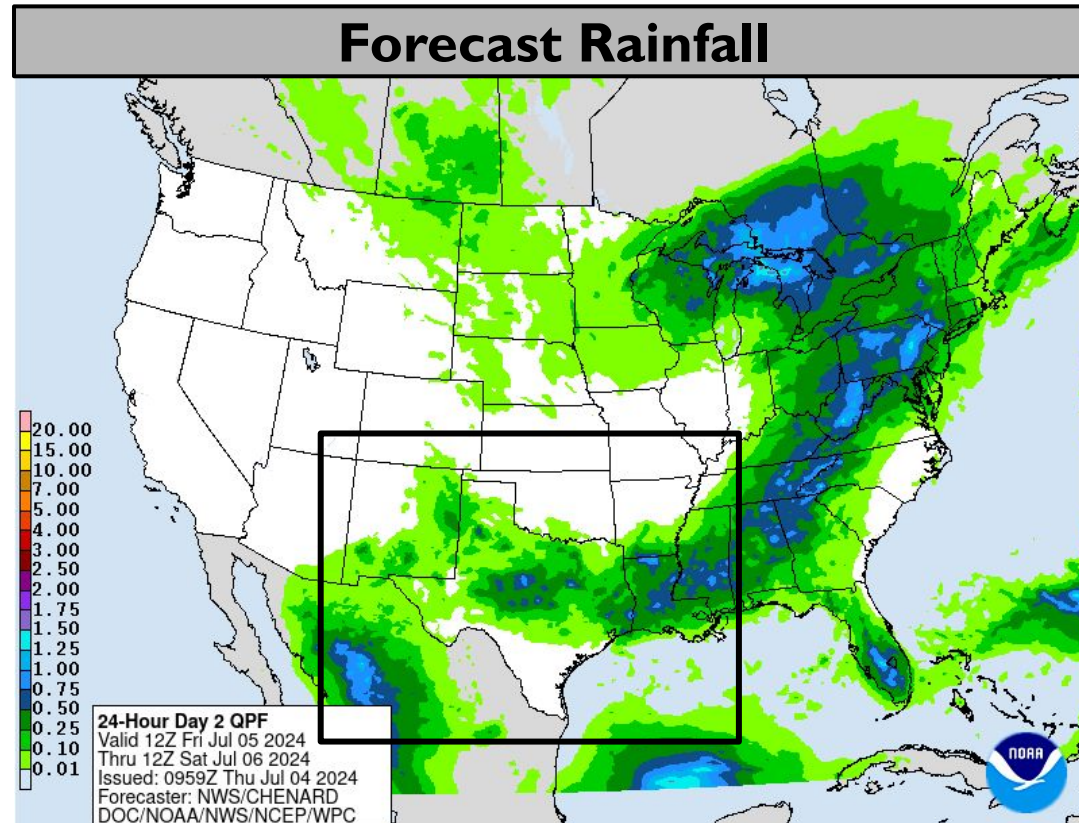 Forecast Rainfall
20.00
15.00
10.00
7.00
5.00
4.00
3.00
2.50
2.00
1.75
1.50
1.25
1.00
0.75
0.50
0.25
0.10
0.01
24-Hour Day 2 QPF
Valid 12Z Fri Jul 05 2024
Thru 12Z Sat Jul 06 2024
Issued: 0959Z Thu Jul 04 2024
Forecaster: NWS/CHENARD
DOC/NOAA/NWS/NCEP/WPC
NOAA